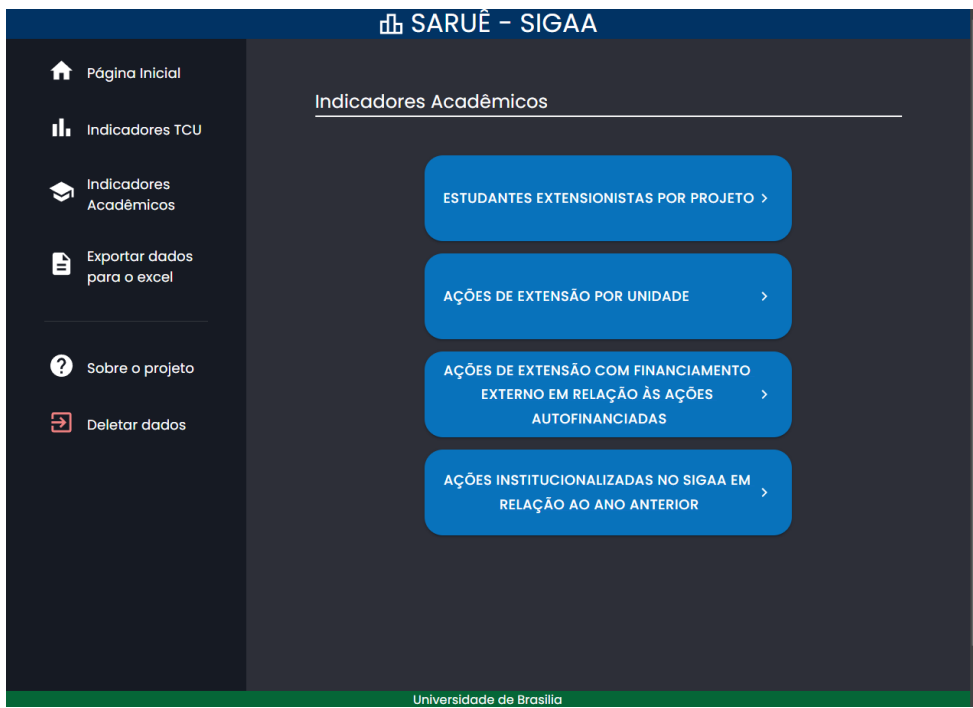 SARUÊ - SIGAA
Página Inicial
Indicadores TCU
Indicadores
Acadêmicos
Exportar dados
para o excel
Sobre o projeto
Deletar dados
Indicadores Acadêmicos
ESTUDANTES EXTENSIONISTAS POR PROJETO
AÇÕES DE EXTENSÃO POR UNIDADE
AÇÕES DE EXTENSÃO COM FINANCIAMENTO
EXTERNO EM RELAÇÃO ÀS AÇÕES
AUTOFINANCIADAS
AÇÕES INSTITUCIONALIZADAS NO SIGAA EM
RELAÇÃO AO ANO ANTERIOR
Universidade de Brasilia